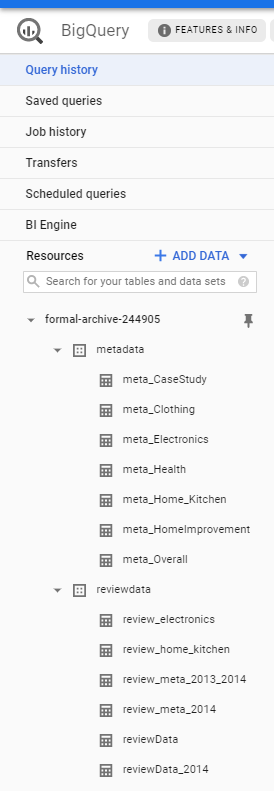 BigQuery
FEATURES & INFO
Query history
Saved queries
Job history
Transfers
Scheduled queries
BI Engine
Resources
ADD DATA
Search for your tables and data sets
formal-archive-244905
metadata
meta_CaseStudy
meta_Clothing
meta_Electronics
meta_Health
meta_Home_Kitchen
meta_HomeImprovement
meta_Overall
reviewdata
review_electronics
review_home_kitchen
review_meta_2013_2014
review_meta_2014
reviewData
reviewData_2014